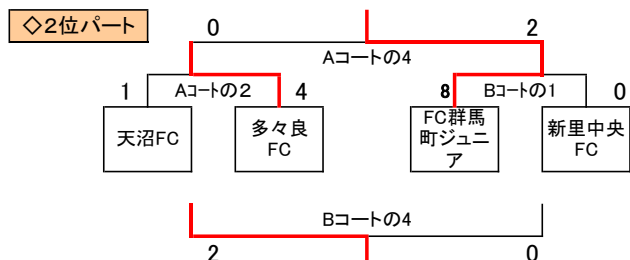 ◇2位パート
0
2
Aコートの4
1
Aコートの2
4
8
Bコートの1
0
天沼FC
多々良
FC
FC群馬
町ジュニ
ア
新里中央
FC
Bコートの4
2
0